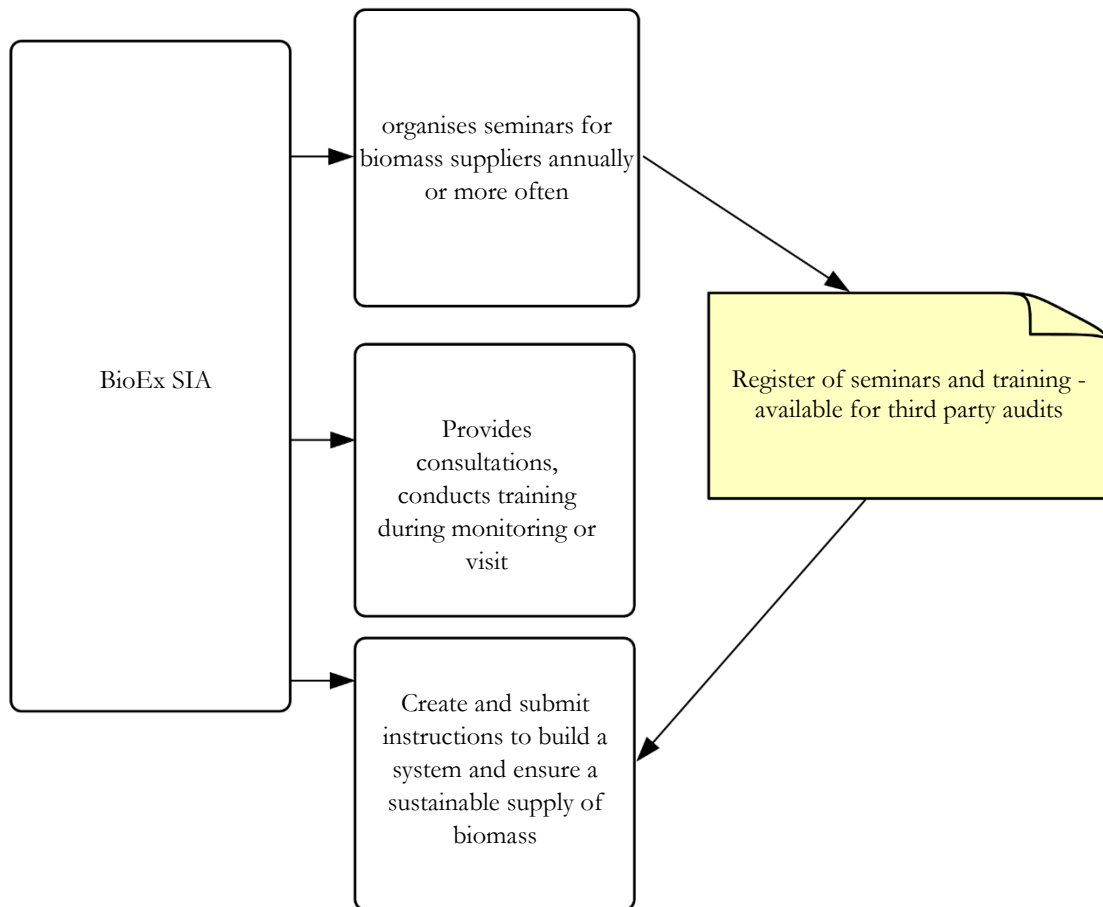 BioEx SIA
organises seminars for
biomass suppliers annually
or more often
Provides
consultations,
conducts training
during monitoring or
visit
Create and submit
instructions to build a
system and ensure a
sustainable supply of
biomass
Register of seminars and training -
available for third party audits